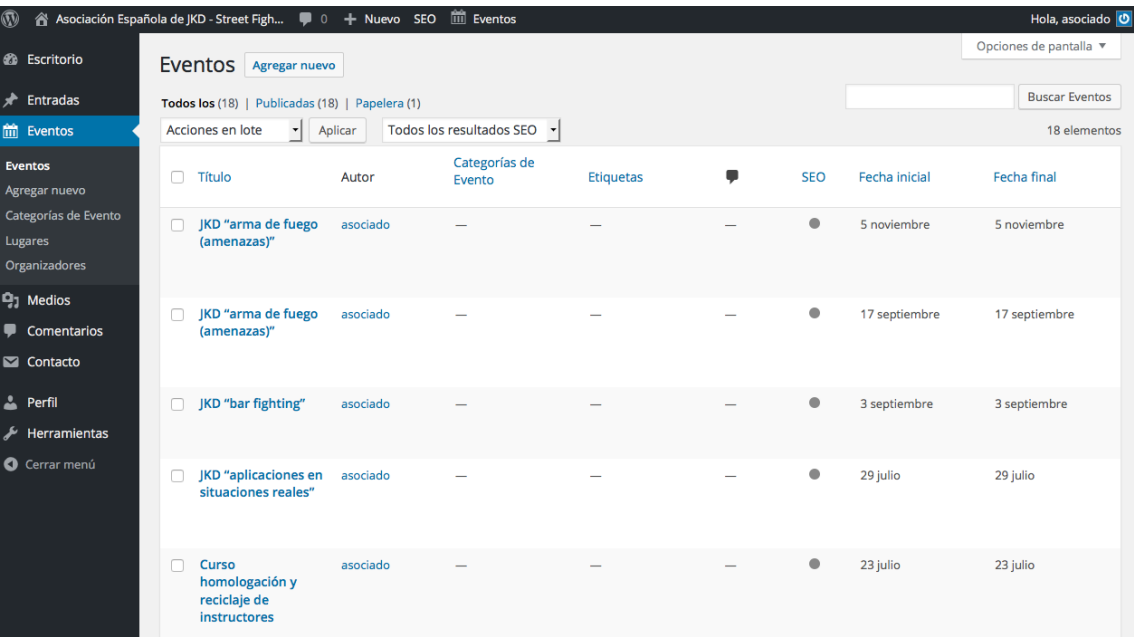 Asociación Española de JKD - Street Figh... 0 + Nuevo SEO Eventos Hola, asociado
Opciones de pantalla ▼
Escritorio
Entradas
Eventos
Eventos
Agregar nuevo
Categorías de Evento
Lugares
Organizadores
Medios
Comentarios
Contacto
Perfil
Herramientas
Cerrar menú
Eventos Agregar nuevo
Todos los (18) | Publicadas (18) | Papelera (1)
Buscar Eventos
Acciones en lote Aplicar Todos los resultados SEO 18 elementos
Título Autor Categorías de Evento Etiquetas SEO Fecha inicial Fecha final
JKD “arma de fuego asociado — — — 5 noviembre 5 noviembre
(amenazas)”
JKD “arma de fuego asociado — — — 17 septiembre 17 septiembre
(amenazas)”
JKD “bar fighting” asociado — — — 3 septiembre 3 septiembre
JKD “aplicaciones en asociado — — — 29 julio 29 julio
situaciones reales”
Curso asociado — — — 23 julio 23 julio
homologación y
reciclaje de
instructores